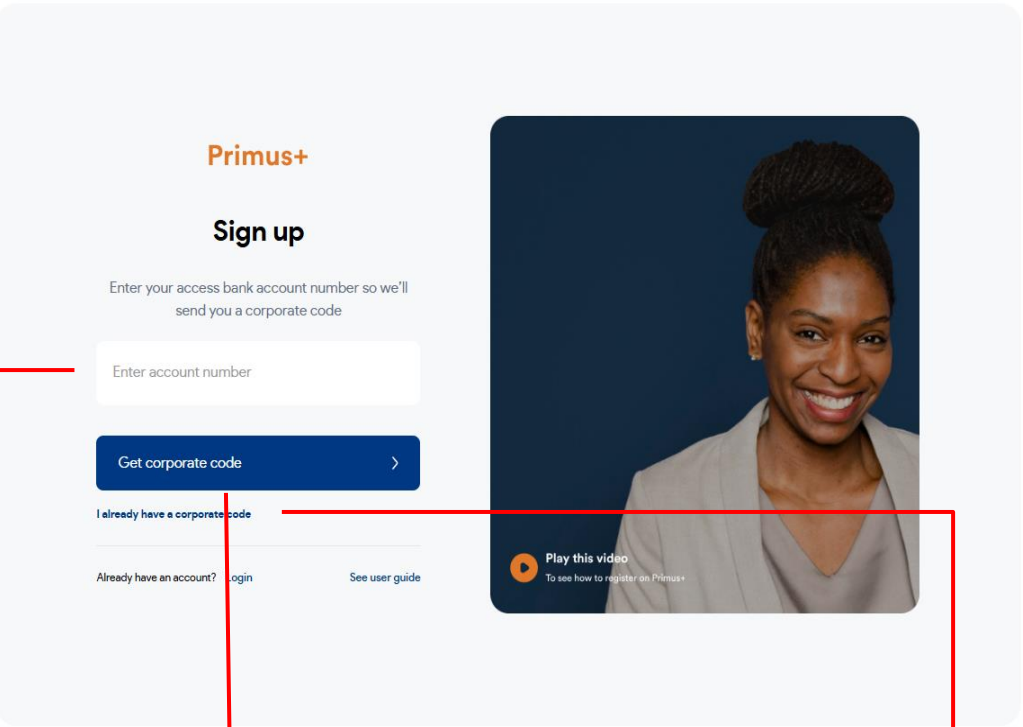 Primus+
Sign up
Enter your access bank account number so we'll
send you a corporate code
Enter account number
Get corporate code
I already have a corporate code
Already have an account? Login
See user guide
Play this video
To see how to register on Primus+